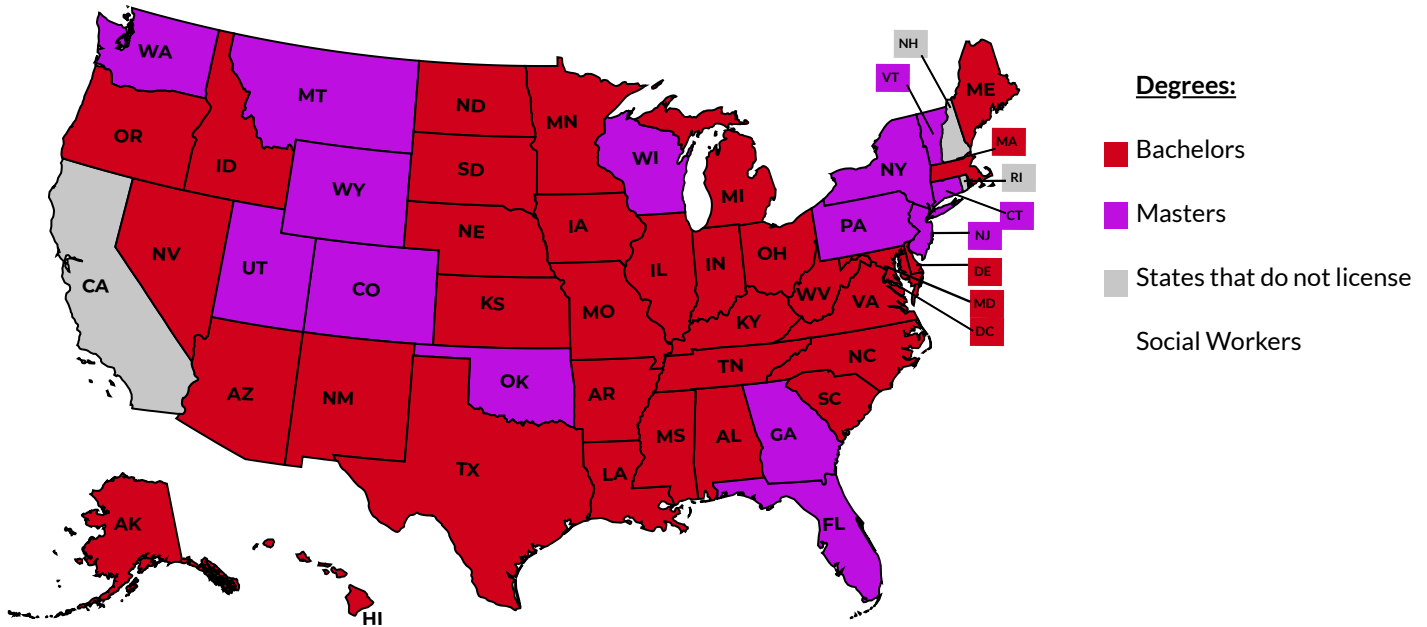 WA
MT
ND
MN
OR
ID
SD
WI
WY
NE
IA
MI
NV
UT
CO
CA
KS
MO
IL
IN
OH
KY
WV
VA
PA
NY
NH
VT
ME
MA
RI
CT
NJ
DE
MD
DC
AZ
NM
OK
AR
TN
NC
SC
MS
AL
GA
TX
LA
FL
AK
HI
Degrees:
Bachelors
Masters
States that do not license
Social Workers